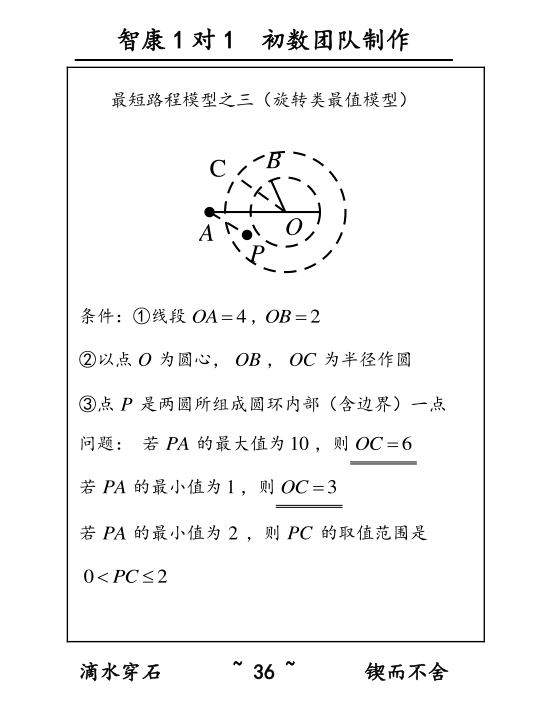 智康1对1 初数团队制作
最短路程模型之三（旋转类最值模型）
C
B
A
O
P
条件：①线段 OA=4，OB=2
②以点 O 为圆心，OB，OC 为半径作圆
③点 P 是两圆所组成圆环内部（含边界）一点
问题： 若 PA 的最大值为10，则 OC=6
若 PA 的最小值为1，则 OC=3
若 PA 的最小值为 2 ，则 PC 的取值范围是
0<PC≤2
滴水穿石 ~ 36 ~ 锲而不舍